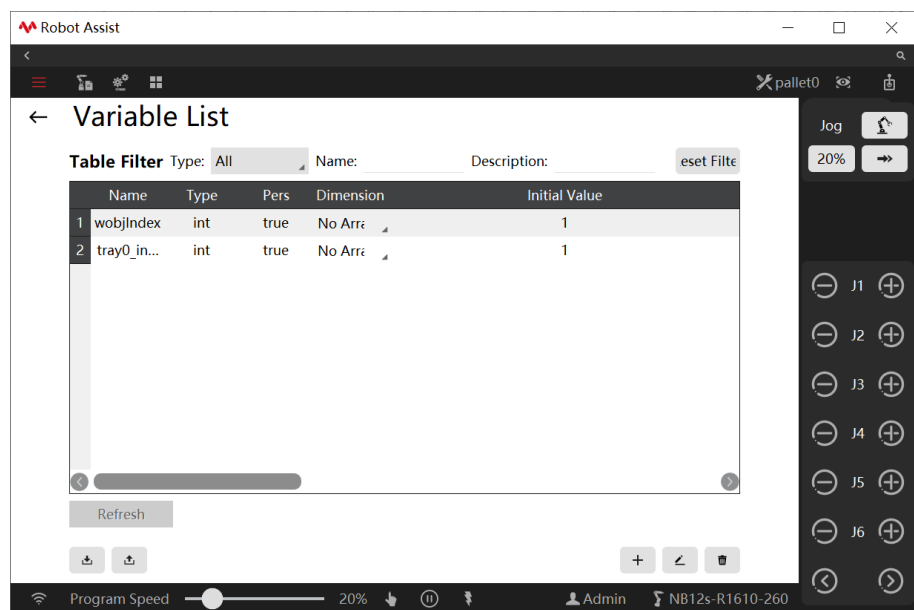 Robot Assist
pallet0
Variable List
Jog
Table Filter Type: All Name: Description: eset Filte
20%
Name Type Pers Dimension Initial Value
1 wobjIndex int true No Arra 1
2 tray0_in... int true No Arra 1
J1
J2
J3
J4
J5
J6
Refresh
Program Speed 20% Admin NB12s-R1610-260